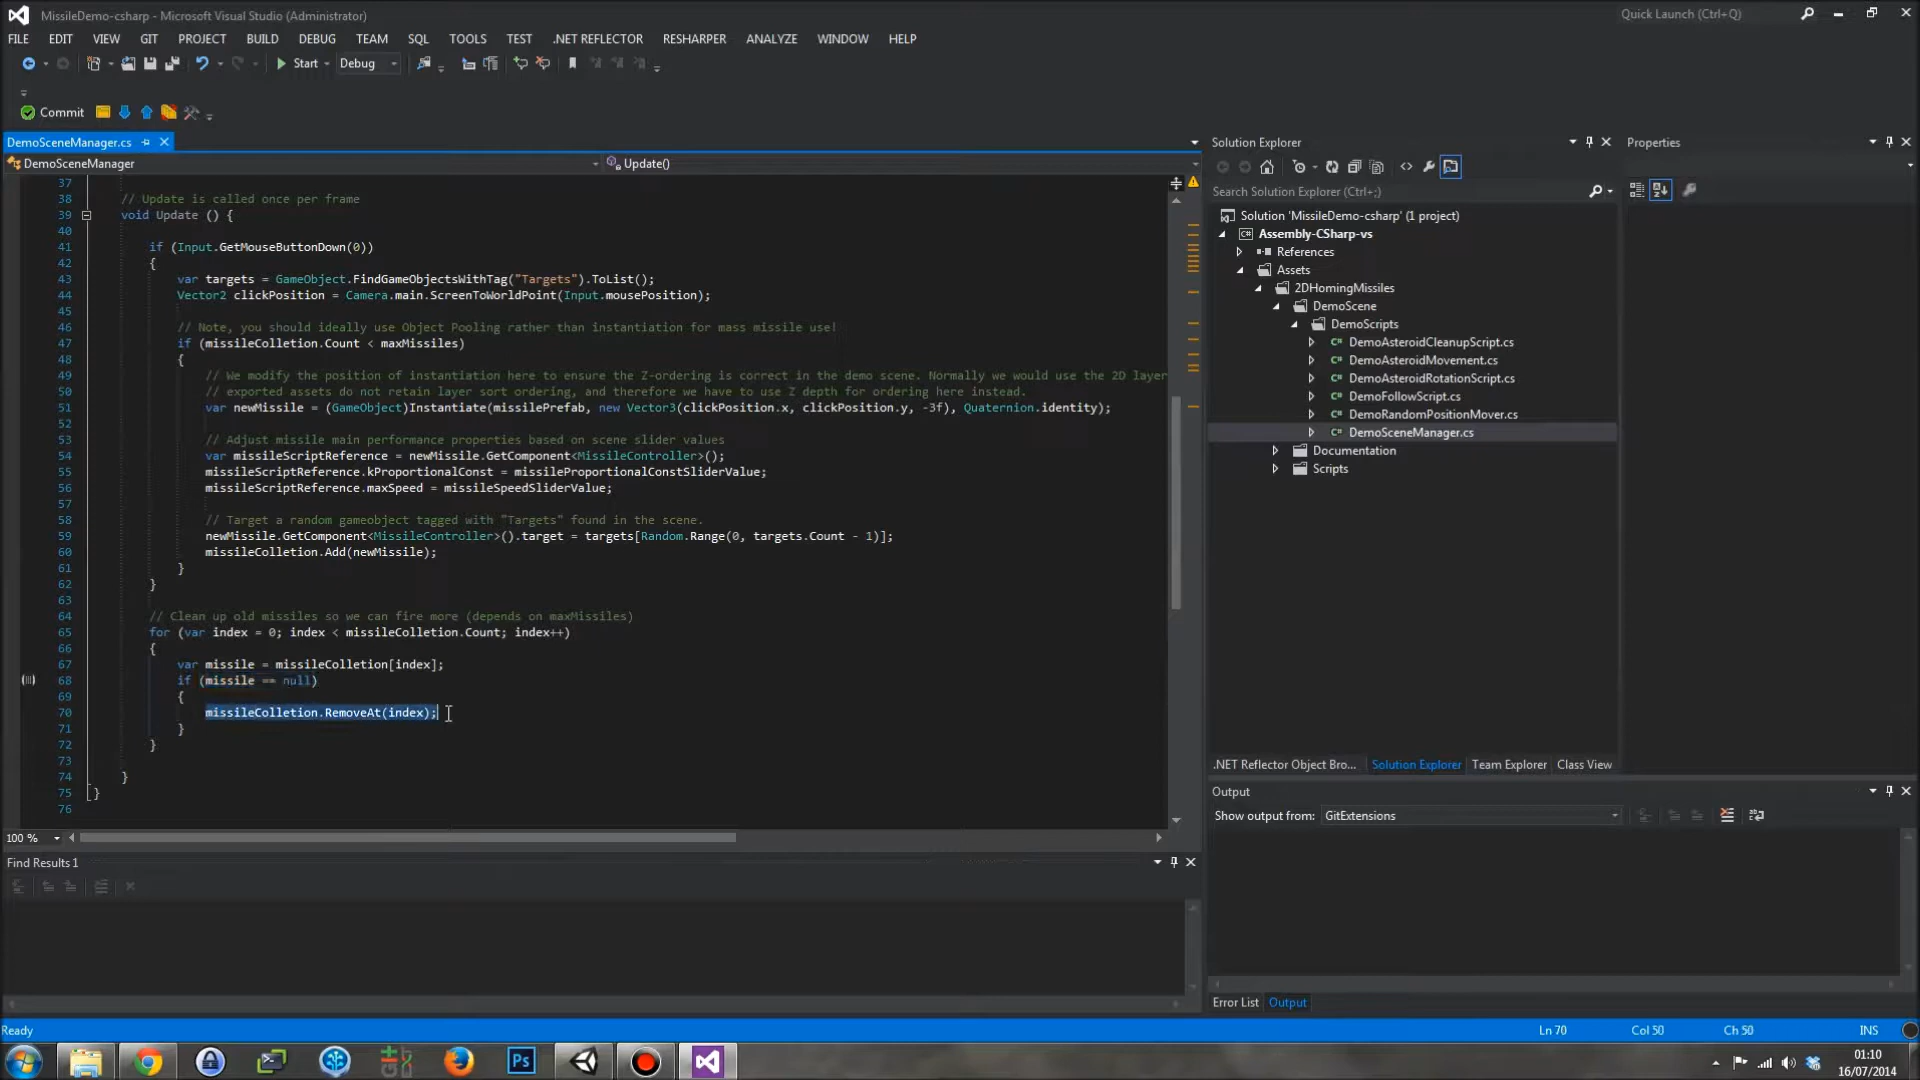 MissileDemo-csharp - Microsoft Visual Studio (Administrator)
Quick Launch (Ctrl+Q)
FILE EDIT VIEW GIT PROJECT BUILD DEBUG TEAM SQL TOOLS TEST .NET REFLECTOR RESHARPER ANALYZE WINDOW HELP
Start Debug
Commit
DemoSceneManager.cs
DemoSceneManager
Update()
37
38 // Update is called once per frame
39 void Update () {
40
41 if (Input.GetMouseButtonDown(0))
42 {
43 var targets = GameObject.FindGameObjectsWithTag("Targets").ToList();
44 Vector2 clickPosition = Camera.main.ScreenToWorldPoint(Input.mousePosition);
45
46 // Note, you should ideally use Object Pooling rather than instantiation for mass missile use!
47 if (missileColletion.Count < maxMissiles)
48 {
49 // We modify the position of instantiation here to ensure the Z-ordering is correct in the demo scene. Normally we would use the 2D layer
50 // exported assets do not retain layer sort ordering, and therefore we have to use Z depth for ordering here instead.
51 var newMissile = (GameObject)Instantiate(missilePrefab, new Vector3(clickPosition.x, clickPosition.y, -3f), Quaternion.identity);
52
53 // Adjust missile main performance properties based on scene slider values
54 var missileScriptReference = newMissile.GetComponent<MissileController>();
55 missileScriptReference.kProportionalConst = missileProportionalConstSliderValue;
56 missileScriptReference.maxSpeed = missileSpeedSliderValue;
57
58 // Target a random gameobject tagged with "Targets" found in the scene.
59 newMissile.GetComponent<MissileController>().target = targets[Random.Range(0, targets.Count - 1)];
60 missileColletion.Add(newMissile);
61 }
62 }
63
64 // Clean up old missiles so we can fire more (depends on maxMissiles)
65 for (var index = 0; index < missileColletion.Count; index++)
66 {
67 var missile = missileColletion[index];
68 if (missile == null)
69 {
70 missileColletion.RemoveAt(index);
71 }
72 }
73
74 }
75 }
76
100 %
Find Results 1
Solution Explorer
Search Solution Explorer (Ctrl+;)
Solution 'MissileDemo-csharp' (1 project)
Assembly-CSharp-vs
References
Assets
2DHomingMissiles
DemoScene
DemoScripts
DemoAsteroidCleanupScript.cs
DemoAsteroidMovement.cs
DemoAsteroidRotationScript.cs
DemoFollowScript.cs
DemoRandomPositionMover.cs
DemoSceneManager.cs
Documentation
Scripts
.NET Reflector Object Bro... Solution Explorer Team Explorer Class View
Properties
Output
Show output from: GitExtensions
Error List Output
Ready
Ln 70 Col 50 Ch 50 INS
Ps
01:10
16/07/2014